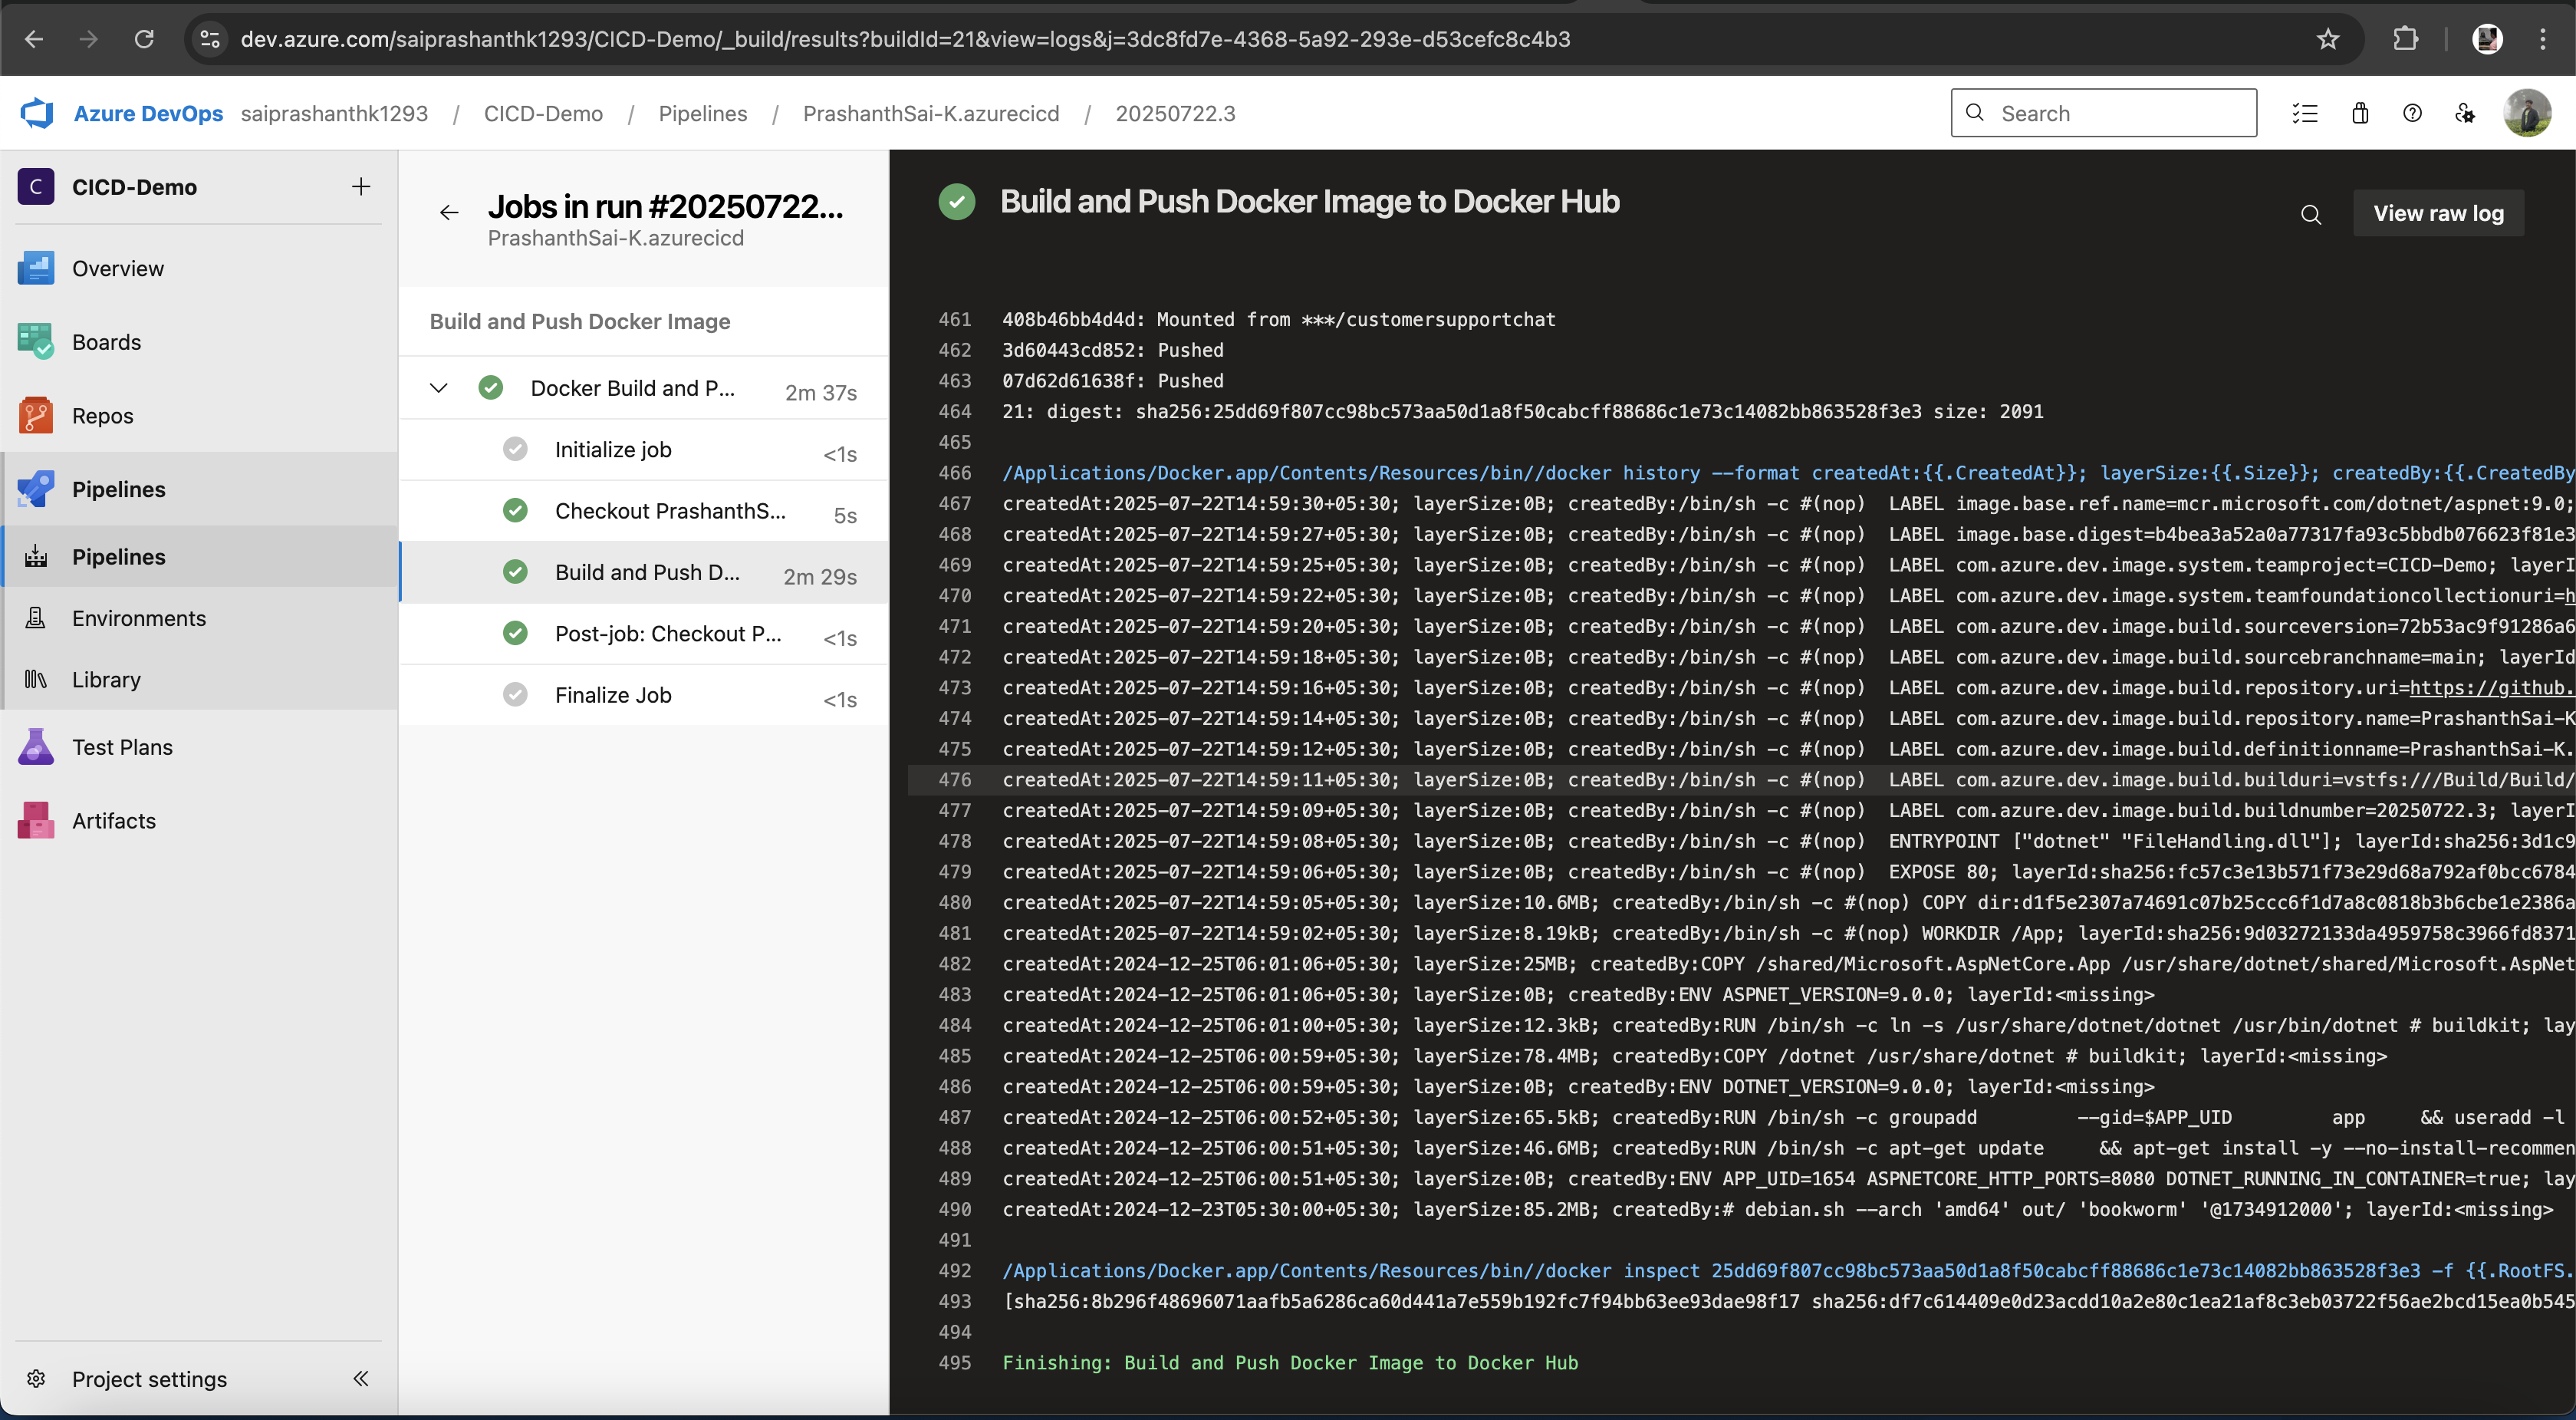 dev.azure.com/saiprashanthk1293/CICD-Demo/_build/results?buildId=21&view=logs&j=3dc8fd7e-4368-5a92-293e-d53cefc8c4b3
Azure DevOps saiprashanthk1293 / CICD-Demo / Pipelines / PrashanthSai-K.azurecicd / 20250722.3
Search
C CICD-Demo
Overview
Boards
Repos
Pipelines
Pipelines
Environments
Library
Test Plans
Artifacts
Project settings
Jobs in run #20250722...
PrashanthSai-K.azurecicd
Build and Push Docker Image
Docker Build and P... 2m 37s
Initialize job <1s
Checkout PrashanthS... 5s
Build and Push D... 2m 29s
Post-job: Checkout P... <1s
Finalize Job <1s
Build and Push Docker Image to Docker Hub
View raw log
461 408b46bb4d4d: Mounted from ***/customersupportchat
462 3d60443cd852: Pushed
463 07d62d61638f: Pushed
464 21: digest: sha256:25dd69f807cc98bc573aa50d1a8f50cabcff88686c1e73c14082bb863528f3e3 size: 2091
465
466 /Applications/Docker.app/Contents/Resources/bin//docker history --format createdAt:{{.CreatedAt}}; layerSize:{{.Size}}; createdBy:{{.CreatedBy
467 createdAt:2025-07-22T14:59:30+05:30; layerSize:0B; createdBy:/bin/sh -c #(nop) LABEL image.base.ref.name=mcr.microsoft.com/dotnet/aspnet:9.0;
468 createdAt:2025-07-22T14:59:27+05:30; layerSize:0B; createdBy:/bin/sh -c #(nop) LABEL image.base.digest=b4bea3a52a0a77317fa93c5bbdb076623f81e3
469 createdAt:2025-07-22T14:59:25+05:30; layerSize:0B; createdBy:/bin/sh -c #(nop) LABEL com.azure.dev.image.system.teamproject=CICD-Demo; layerI
470 createdAt:2025-07-22T14:59:22+05:30; layerSize:0B; createdBy:/bin/sh -c #(nop) LABEL com.azure.dev.image.system.teamfoundationcollectionuri=h
471 createdAt:2025-07-22T14:59:20+05:30; layerSize:0B; createdBy:/bin/sh -c #(nop) LABEL com.azure.dev.image.build.sourceversion=72b53ac9f91286a6
472 createdAt:2025-07-22T14:59:18+05:30; layerSize:0B; createdBy:/bin/sh -c #(nop) LABEL com.azure.dev.image.build.sourcebranchname=main; layerId
473 createdAt:2025-07-22T14:59:16+05:30; layerSize:0B; createdBy:/bin/sh -c #(nop) LABEL com.azure.dev.image.build.repository.uri=https://github.
474 createdAt:2025-07-22T14:59:14+05:30; layerSize:0B; createdBy:/bin/sh -c #(nop) LABEL com.azure.dev.image.build.repository.name=PrashanthSai-K
475 createdAt:2025-07-22T14:59:12+05:30; layerSize:0B; createdBy:/bin/sh -c #(nop) LABEL com.azure.dev.image.build.definitionname=PrashanthSai-K.
476 createdAt:2025-07-22T14:59:11+05:30; layerSize:0B; createdBy:/bin/sh -c #(nop) LABEL com.azure.dev.image.build.builduri=vstfs:///Build/Build/
477 createdAt:2025-07-22T14:59:09+05:30; layerSize:0B; createdBy:/bin/sh -c #(nop) LABEL com.azure.dev.image.build.buildnumber=20250722.3; layerI
478 createdAt:2025-07-22T14:59:08+05:30; layerSize:0B; createdBy:/bin/sh -c #(nop) ENTRYPOINT ["dotnet" "FileHandling.dll"]; layerId:sha256:3d1c9
479 createdAt:2025-07-22T14:59:06+05:30; layerSize:0B; createdBy:/bin/sh -c #(nop) EXPOSE 80; layerId:sha256:fc57c3e13b571f73e29d68a792af0bcc6784
480 createdAt:2025-07-22T14:59:05+05:30; layerSize:10.6MB; createdBy:/bin/sh -c #(nop) COPY dir:d1f5e2307a74691c07b25ccc6f1d7a8c0818b3b6cbe1e2386a
481 createdAt:2025-07-22T14:59:02+05:30; layerSize:8.19kB; createdBy:/bin/sh -c #(nop) WORKDIR /App; layerId:sha256:9d03272133da4959758c3966fd8371
482 createdAt:2024-12-25T06:01:06+05:30; layerSize:25MB; createdBy:COPY /shared/Microsoft.AspNetCore.App /usr/share/dotnet/shared/Microsoft.AspNet
483 createdAt:2024-12-25T06:01:06+05:30; layerSize:0B; createdBy:ENV ASPNET_VERSION=9.0.0; layerId:<missing>
484 createdAt:2024-12-25T06:01:00+05:30; layerSize:12.3kB; createdBy:RUN /bin/sh -c ln -s /usr/share/dotnet/dotnet /usr/bin/dotnet # buildkit; lay
485 createdAt:2024-12-25T06:00:59+05:30; layerSize:78.4MB; createdBy:COPY /dotnet /usr/share/dotnet # buildkit; layerId:<missing>
486 createdAt:2024-12-25T06:00:59+05:30; layerSize:0B; createdBy:ENV DOTNET_VERSION=9.0.0; layerId:<missing>
487 createdAt:2024-12-25T06:00:52+05:30; layerSize:65.5kB; createdBy:RUN /bin/sh -c groupadd --gid=$APP_UID app && useradd -l
488 createdAt:2024-12-25T06:00:51+05:30; layerSize:46.6MB; createdBy:RUN /bin/sh -c apt-get update && apt-get install -y --no-install-recommen
489 createdAt:2024-12-25T06:00:51+05:30; layerSize:0B; createdBy:ENV APP_UID=1654 ASPNETCORE_HTTP_PORTS=8080 DOTNET_RUNNING_IN_CONTAINER=true; lay
490 createdAt:2024-12-23T05:30:00+05:30; layerSize:85.2MB; createdBy:# debian.sh --arch 'amd64' out/ 'bookworm' '@1734912000'; layerId:<missing>
491
492 /Applications/Docker.app/Contents/Resources/bin//docker inspect 25dd69f807cc98bc573aa50d1a8f50cabcff88686c1e73c14082bb863528f3e3 -f {{.RootFS.
493 [sha256:8b296f48696071aafb5a6286ca60d441a7e559b192fc7f94bb63ee93dae98f17 sha256:df7c614409e0d23acdd10a2e80c1ea21af8c3eb03722f56ae2bcd15ea0b545
494
495 Finishing: Build and Push Docker Image to Docker Hub